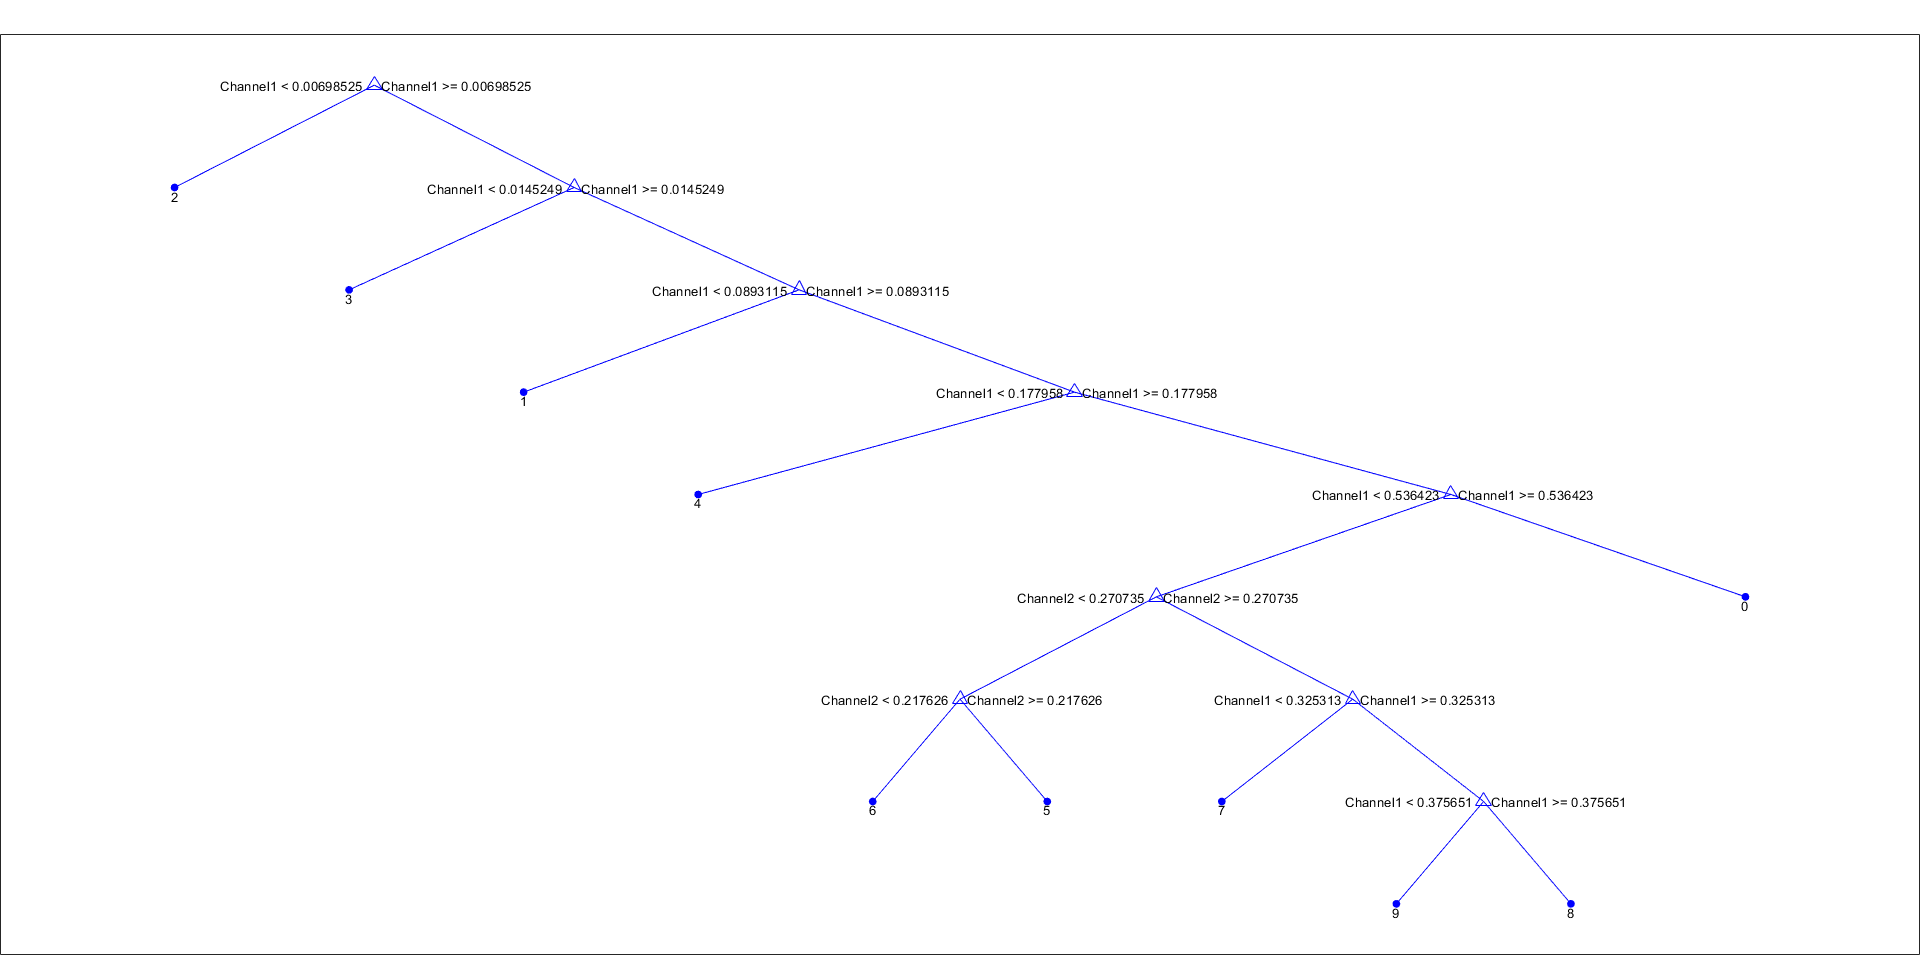 Channel1 < 0.00698525 Channel1 >= 0.00698525
2
Channel1 < 0.0145249 Channel1 >= 0.0145249
3
Channel1 < 0.0893115 Channel1 >= 0.0893115
1
Channel1 < 0.177958 Channel1 >= 0.177958
4
Channel1 < 0.536423 Channel1 >= 0.536423
Channel2 < 0.270735 Channel2 >= 0.270735
0
Channel2 < 0.217626 Channel2 >= 0.217626
Channel1 < 0.325313 Channel1 >= 0.325313
6
5
7
Channel1 < 0.375651 Channel1 >= 0.375651
9
8